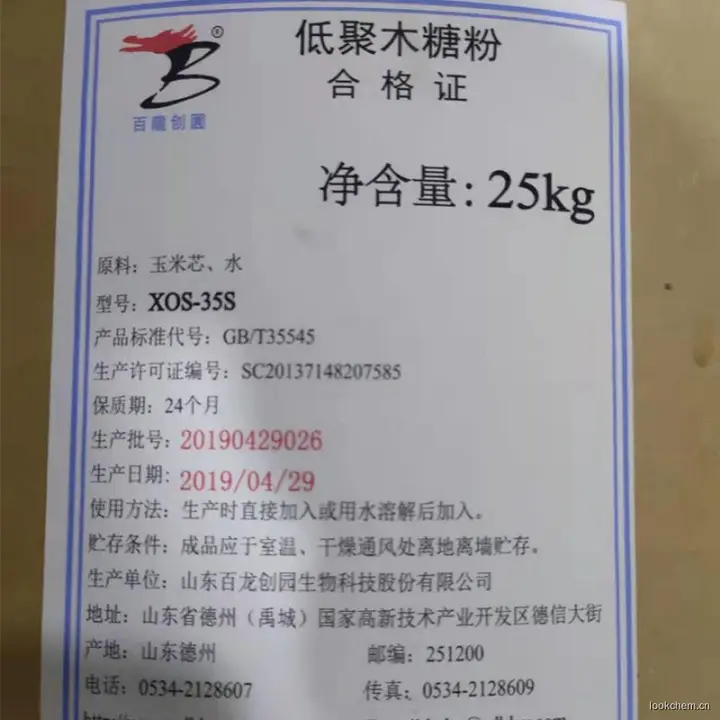 低聚木糖粉
合格证
®
百龍创園
净含量：25kg
原料：玉米芯、水
型号：XOS-35S
产品标准代号：GB/T35545
生产许可证编号：SC20137148207585
保质期：24个月
生产批号：20190429026
生产日期：2019/04/29
使用方法：生产时直接加入或用水溶解后加入。
贮存条件：成品应于室温、干燥通风处离地离墙贮存。
生产单位：山东百龙创园生物科技股份有限公司
地址：山东省德州（禹城）国家高新技术产业开发区德信大街
产地：山东德州 邮编：251200
电话：0534-2128607 传真：0534-2128609
lookchem.cn